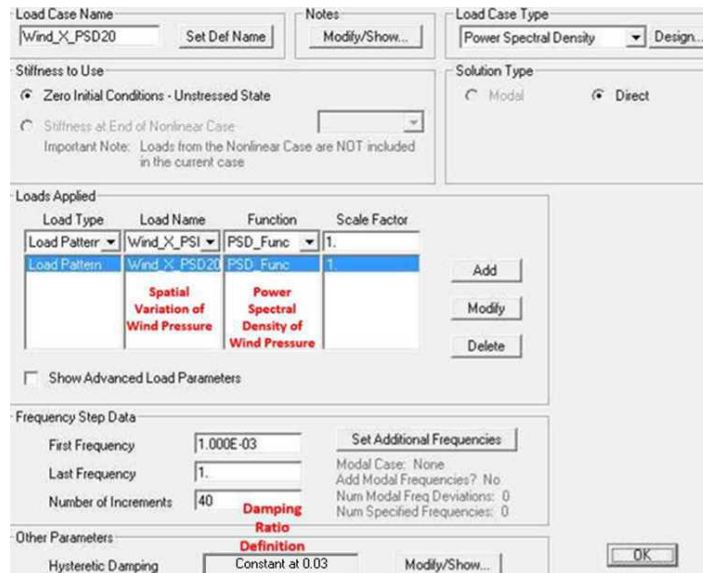 Load Case Name
Notes
Load Case Type
Wind_X_PSD20
Set Def Name
Modify/Show...
Power Spectral Density
Design...
Stiffness to Use
Solution Type
Zero Initial Conditions - Unstressed State
Modal
Direct
Stiffness at End of Nonlinear Case
Important Note: Loads from the Nonlinear Case are NOT included
in the current case
Loads Applied
Load Type Load Name Function Scale Factor
Load Pattern Wind_X_PSI PSD_Func 1.
Load Pattern Wind_X_PSD20 PSD_Func 1.
Add
Spatial
Variation of
Wind Pressure
Power
Spectral
Density of
Wind Pressure
Modify
Delete
Show Advanced Load Parameters
Frequency Step Data
First Frequency 1.000E-03
Set Additional Frequencies
Last Frequency 1.
Modal Case: None
Add Modal Frequencies? No
Number of Increments 40
Num Modal Freq Deviations: 0
Num Specified Frequencies: 0
Damping
Ratio
Definition
Other Parameters
Hysteretic Damping Constant at 0.03 Modify/Show...
OK